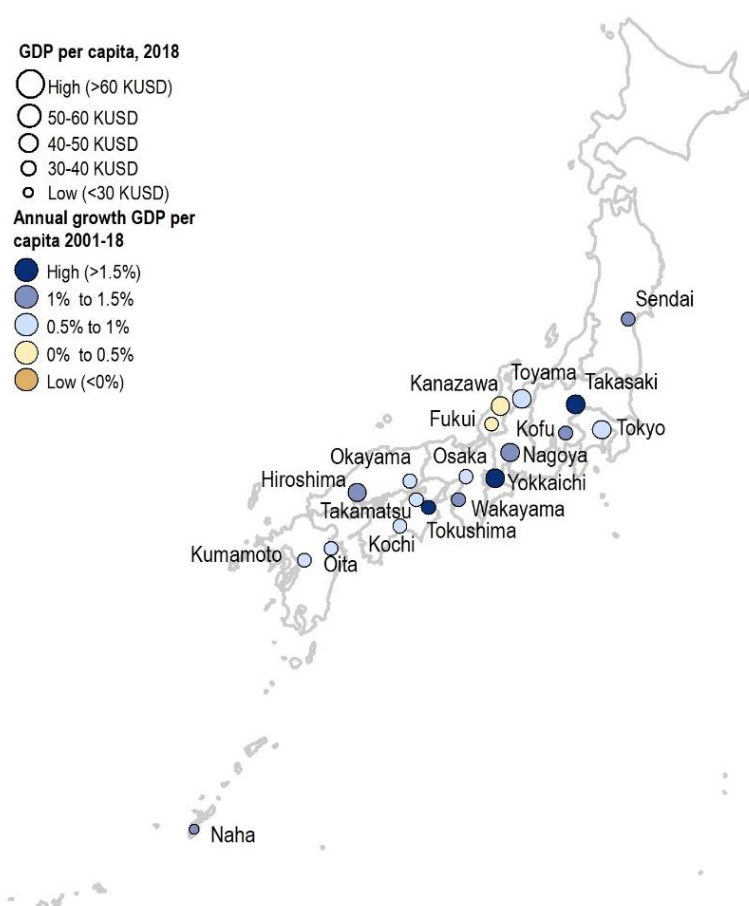 GDP per capita, 2018
High (>60 KUSD)
50-60 KUSD
40-50 KUSD
30-40 KUSD
Low (<30 KUSD)
Annual growth GDP per
capita 2001-18
High (>1.5%)
1% to 1.5%
0.5% to 1%
0% to 0.5%
Low (<0%)
Sendai
Toyama
Kanazawa
Takasaki
Fukui
Kofu
Tokyo
Okayama
Osaka
Nagoya
Hiroshima
Yokkaichi
Takamatsu
Wakayama
Tokushima
Kochi
Kumamoto
Oita
Naha